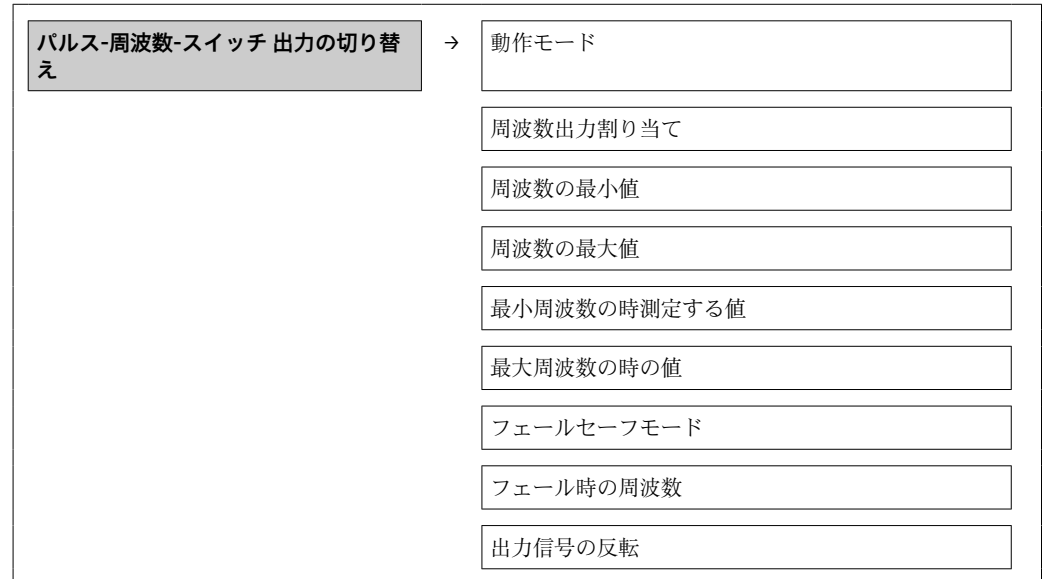 パルス-周波数-スイッチ 出力の切り替
え
→
動作モード
周波数出力割り当て
周波数の最小値
周波数の最大値
最小周波数の時測定する値
最大周波数の時の値
フェールセーフモード
フェール時の周波数
出力信号の反転